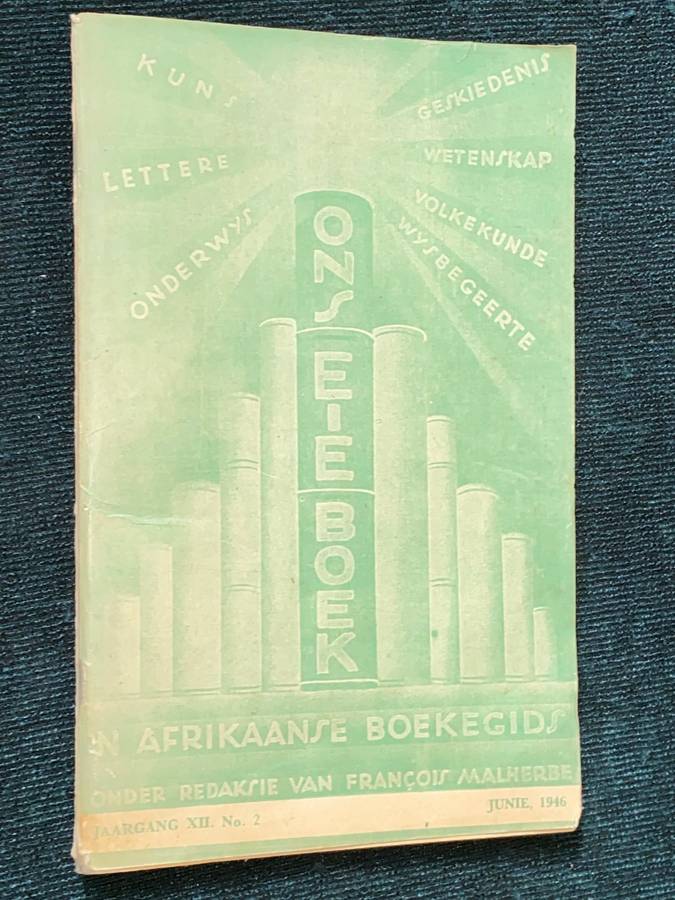 KUNS
LETTERE
ONDERWYS
GESKIEDENIS
WETENSKAP
VOLKEKUNDE
WYSBEGEERTE
ONS
EIE
BOEK
'N AFRIKAANSE BOEKEGIDS
ONDER REDAKSIE VAN FRANÇOIS MALHERBE
JAARGANG XII. No. 2
JUNIE, 1946